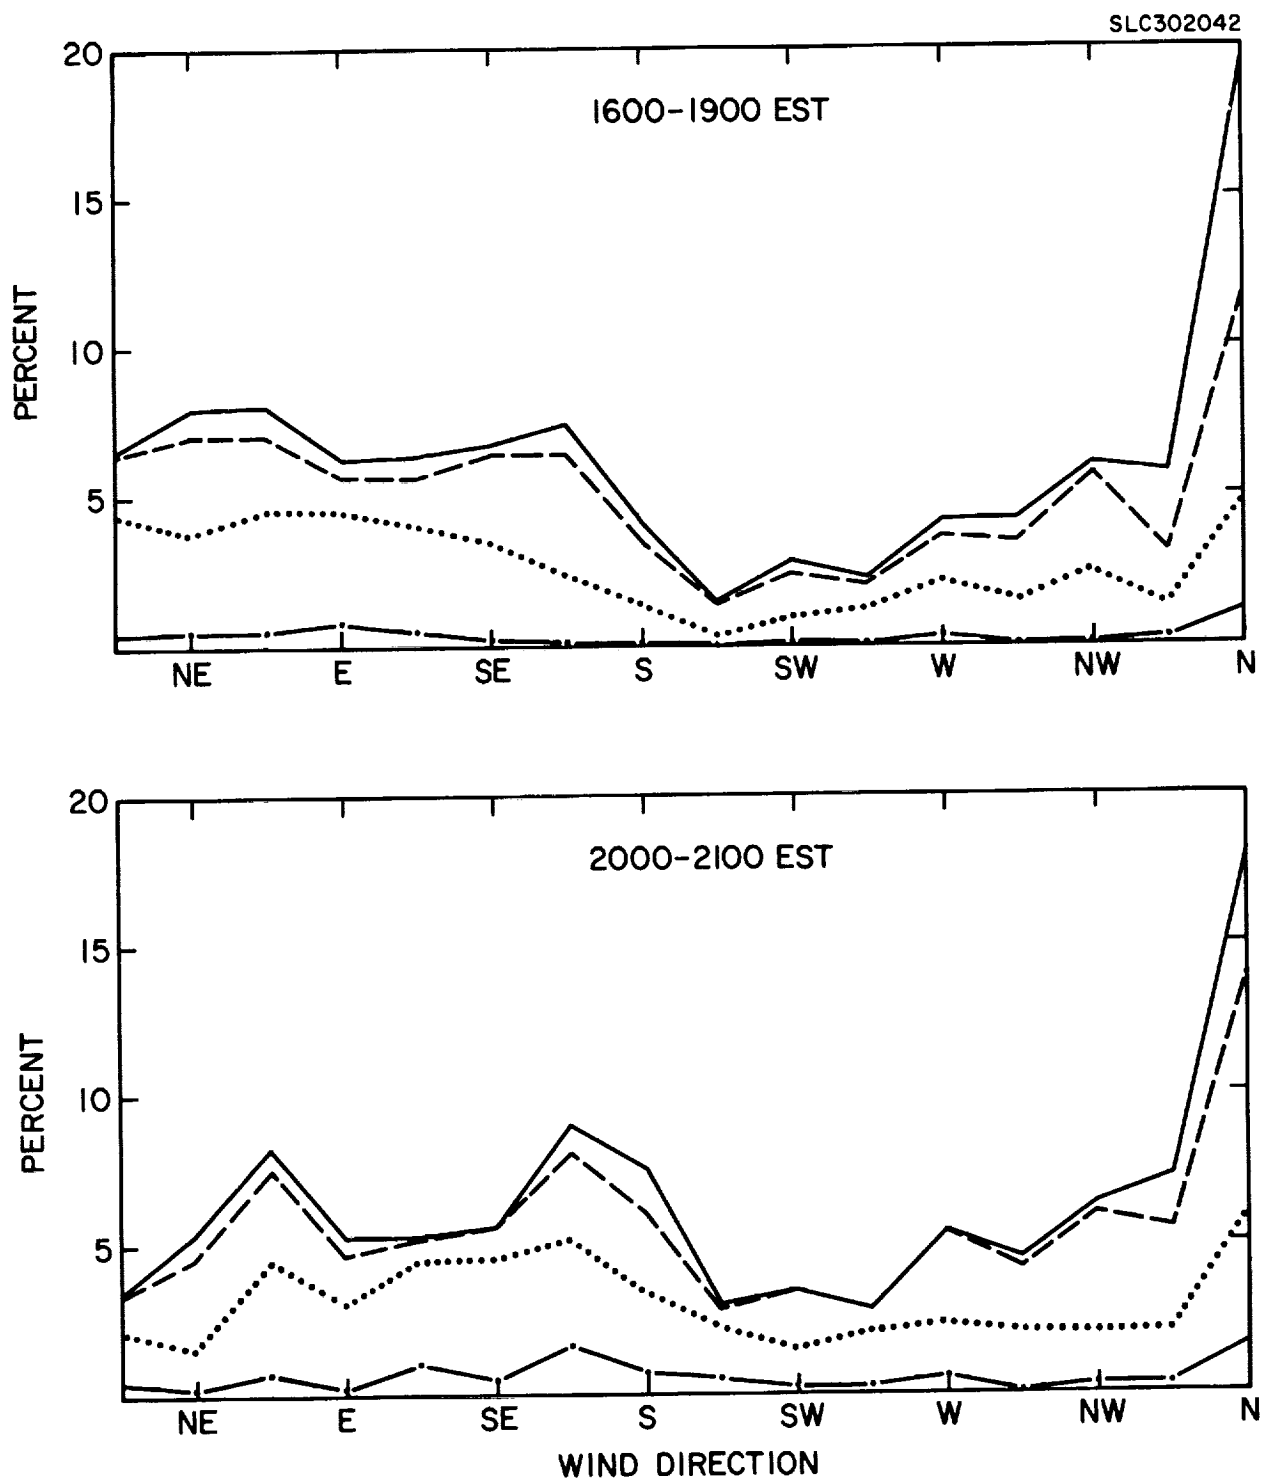 SLC302042
20
1600-1900 EST
15
10
5
PERCENT
NE E SE S SW W NW N
20
2000-2100 EST
15
10
5
PERCENT
NE E SE S SW W NW N
WIND DIRECTION